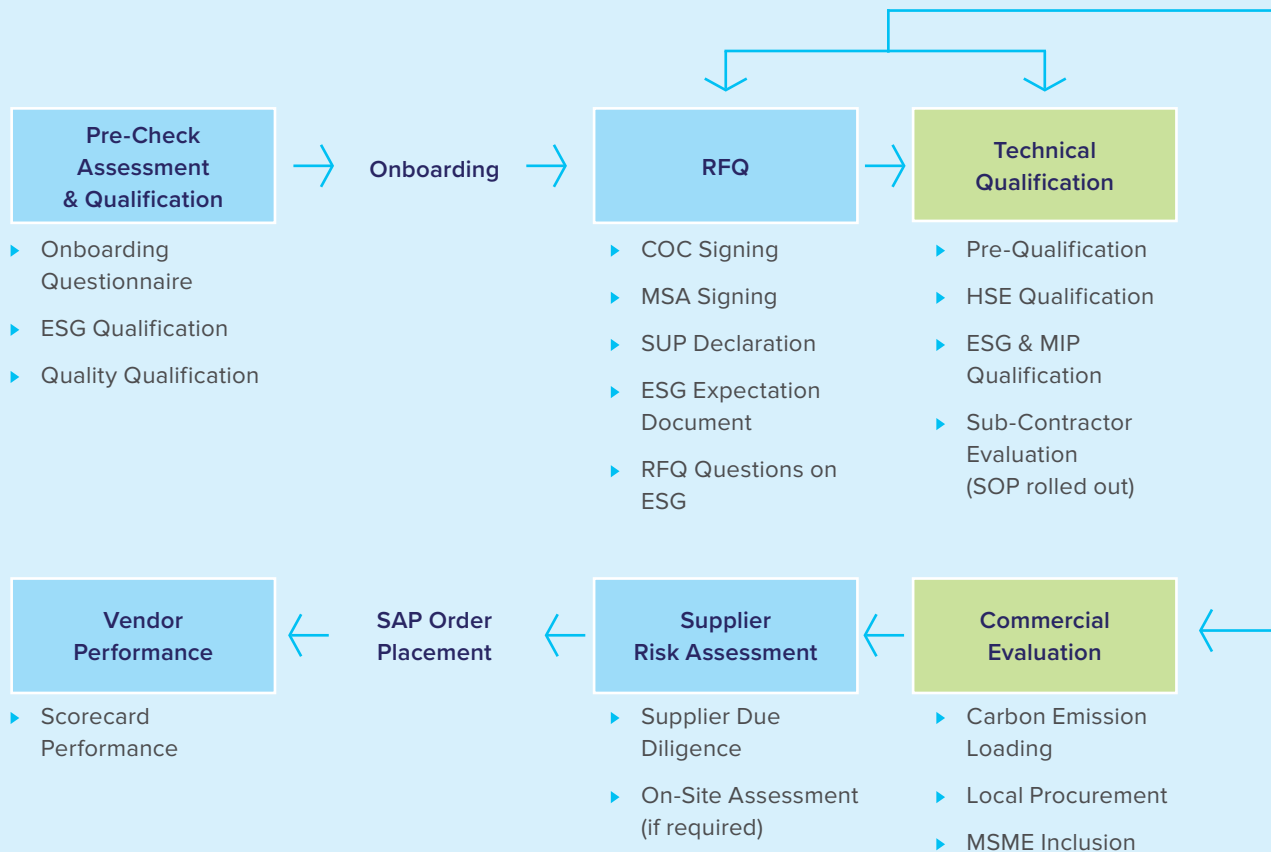 Pre-Check
Assessment
& Qualification
Onboarding
Questionnaire
ESG Qualification
Quality Qualification
Onboarding
RFQ
COC Signing
MSA Signing
SUP Declaration
ESG Expectation
Document
RFQ Questions on
ESG
Technical
Qualification
Pre-Qualification
HSE Qualification
ESG & MIP
Qualification
Sub-Contractor
Evaluation
(SOP rolled out)
Commercial
Evaluation
Carbon Emission
Loading
Local Procurement
MSME Inclusion
Supplier
Risk Assessment
Supplier Due
Diligence
On-Site Assessment
(if required)
SAP Order
Placement
Vendor
Performance
Scorecard
Performance